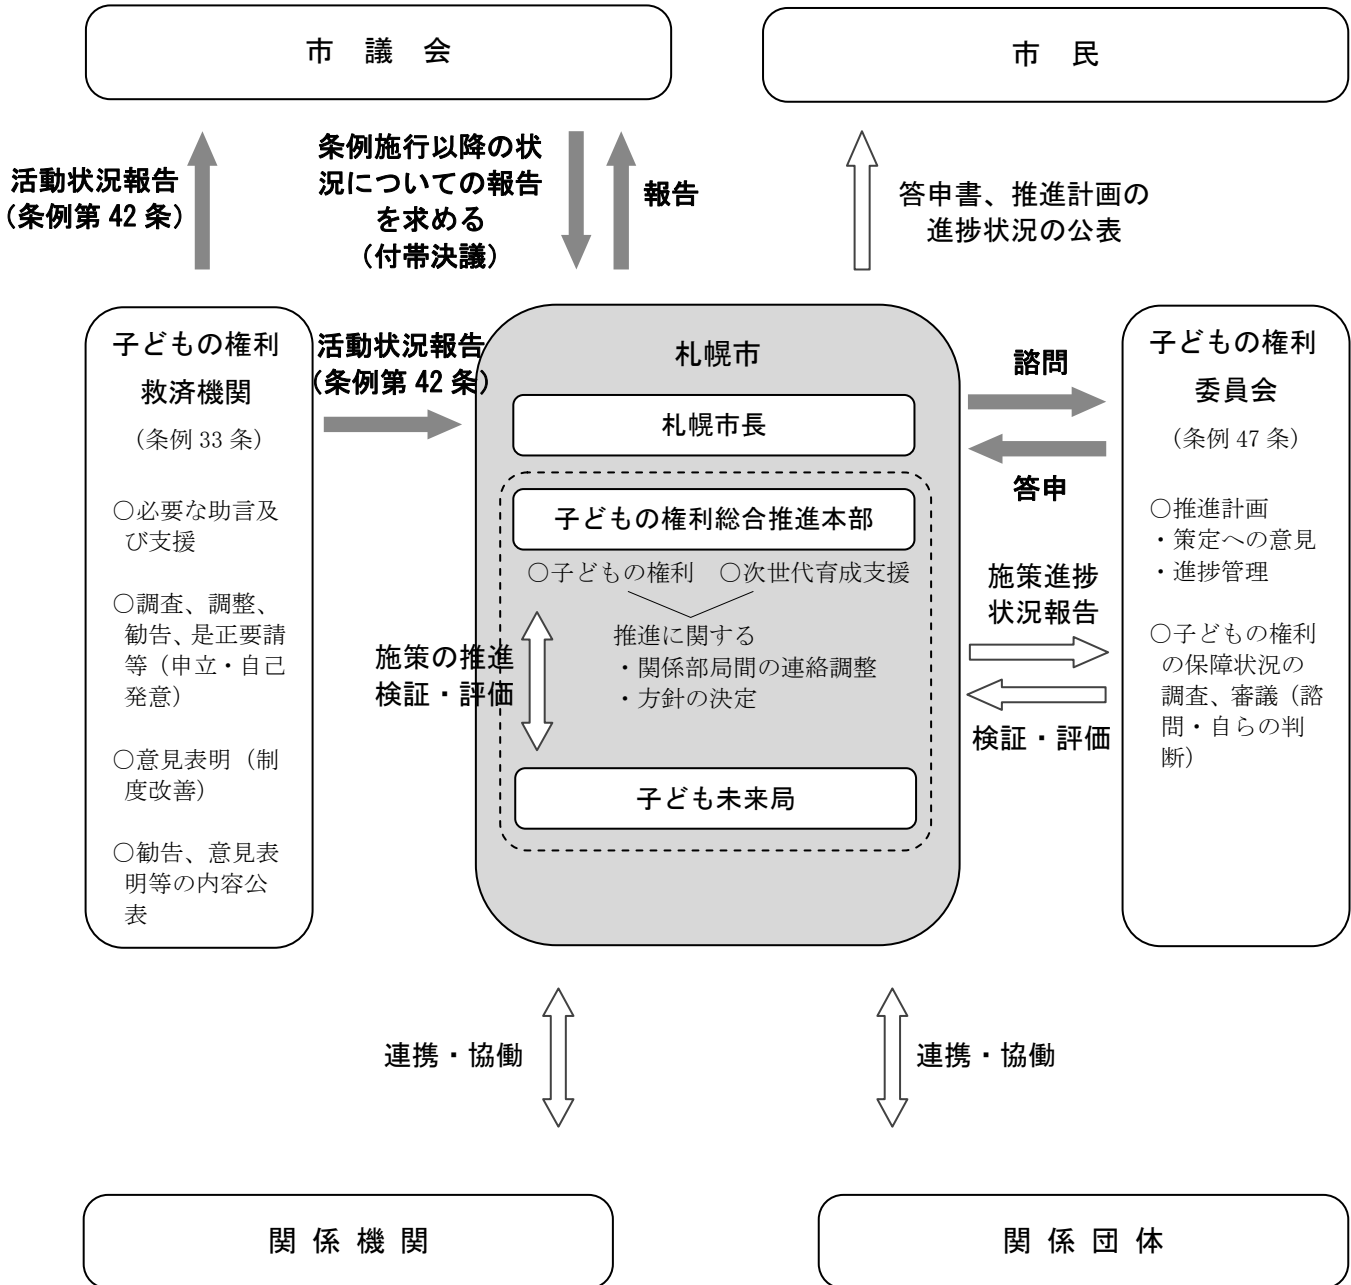 市 議 会
市 民
活動状況報告
（条例第 42 条）
条例施行以降の状
況についての報告
を求める
（付帯決議）
報告
答申書、推進計画の
進捗状況の公表
子どもの権利
救済機関
（条例 33 条）
○必要な助言及
び支援
○調査、調整、
勧告、是正要請
等（申立・自己
発意）
○意見表明（制
度改善）
○勧告、意見表
明等の内容公
表
活動状況報告
（条例第 42 条）
札幌市
札幌市長
子どもの権利総合推進本部
○子どもの権利　○次世代育成支援
推進に関する
・関係部局間の連絡調整
・方針の決定
施策の推進
検証・評価
子ども未来局
諮問
答申
施策進捗
状況報告
検証・評価
子どもの権利
委員会
（条例 47 条）
○推進計画
・策定への意見
・進捗管理
○子どもの権利
の保障状況の
調査、審議（諮
問・自らの判
断）
連携・協働
連携・協働
関 係 機 関
関 係 団 体